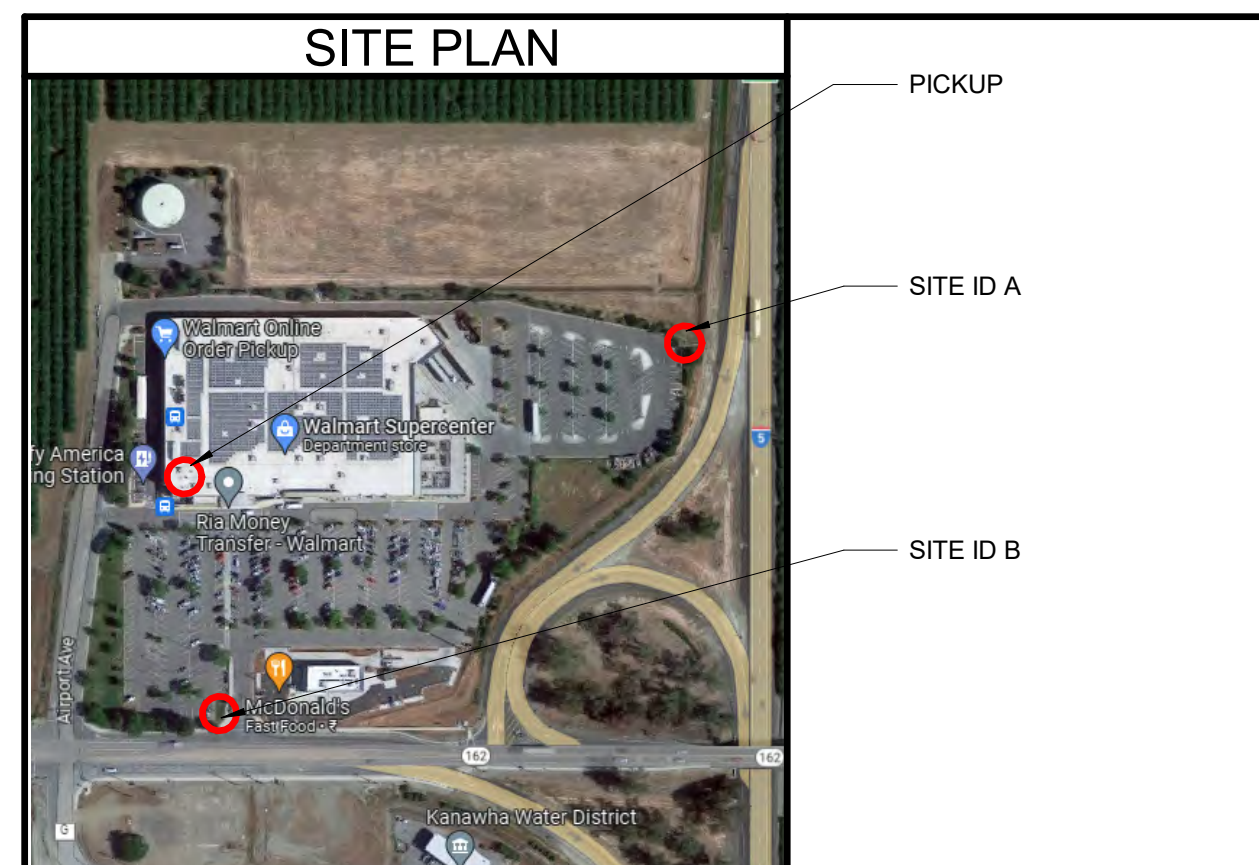 SITE PLAN
PICKUP
SITE ID A
SITE ID B
Walmart Online
Order Pickup
Walmart Supercenter
Department store
fy America
ng Station
Ria Money
Transfer - Walmart
5
Airport Ave
McDonald's
Fast Food • ₹
162
162
Kanawha Water District
G